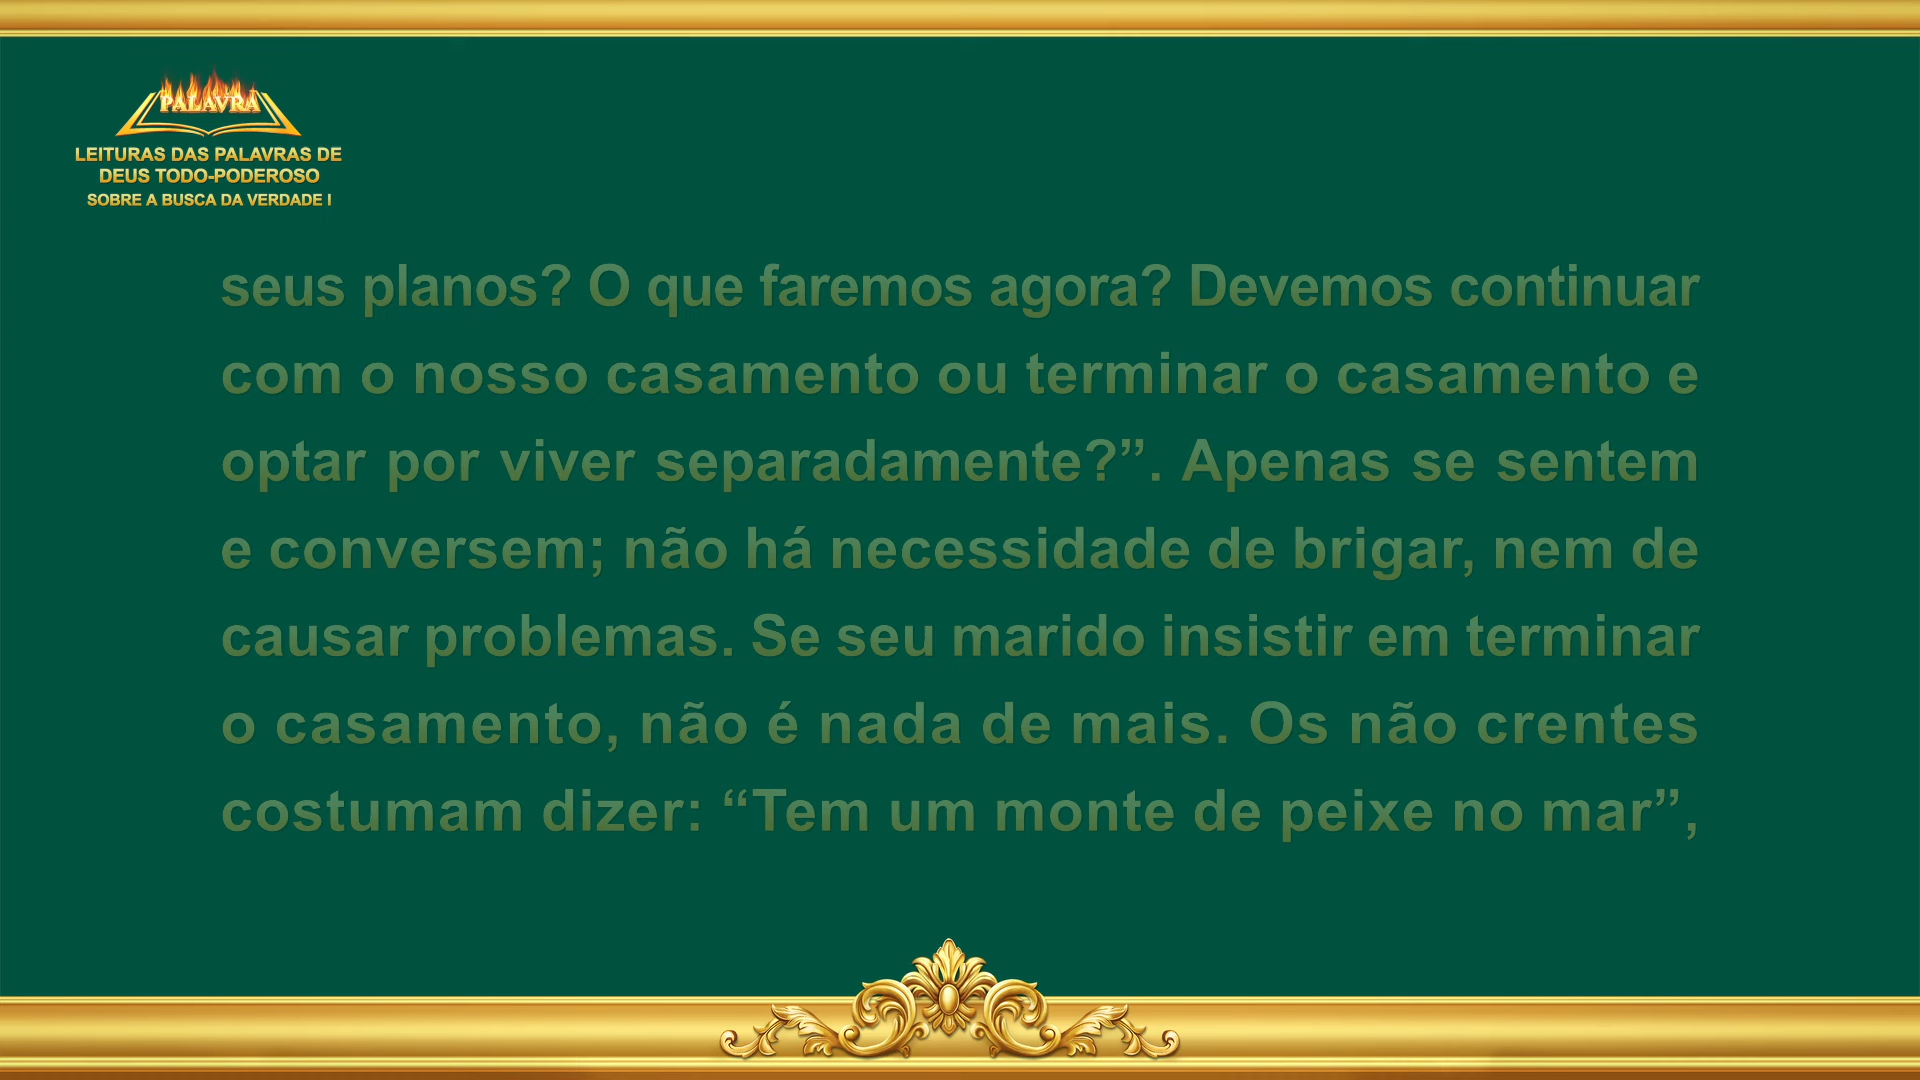 PALAVRA
LEITURAS DAS PALAVRAS DE
DEUS TODO-PODEROSO
SOBRE A BUSCA DA VERDADE I
seus planos? O que faremos agora? Devemos continuar
com o nosso casamento ou terminar o casamento e
optar por viver separadamente?”. Apenas se sentem
e conversem; não há necessidade de brigar, nem de
causar problemas. Se seu marido insistir em terminar
o casamento, não é nada de mais. Os não crentes
costumam dizer: “Tem um monte de peixe no mar”,